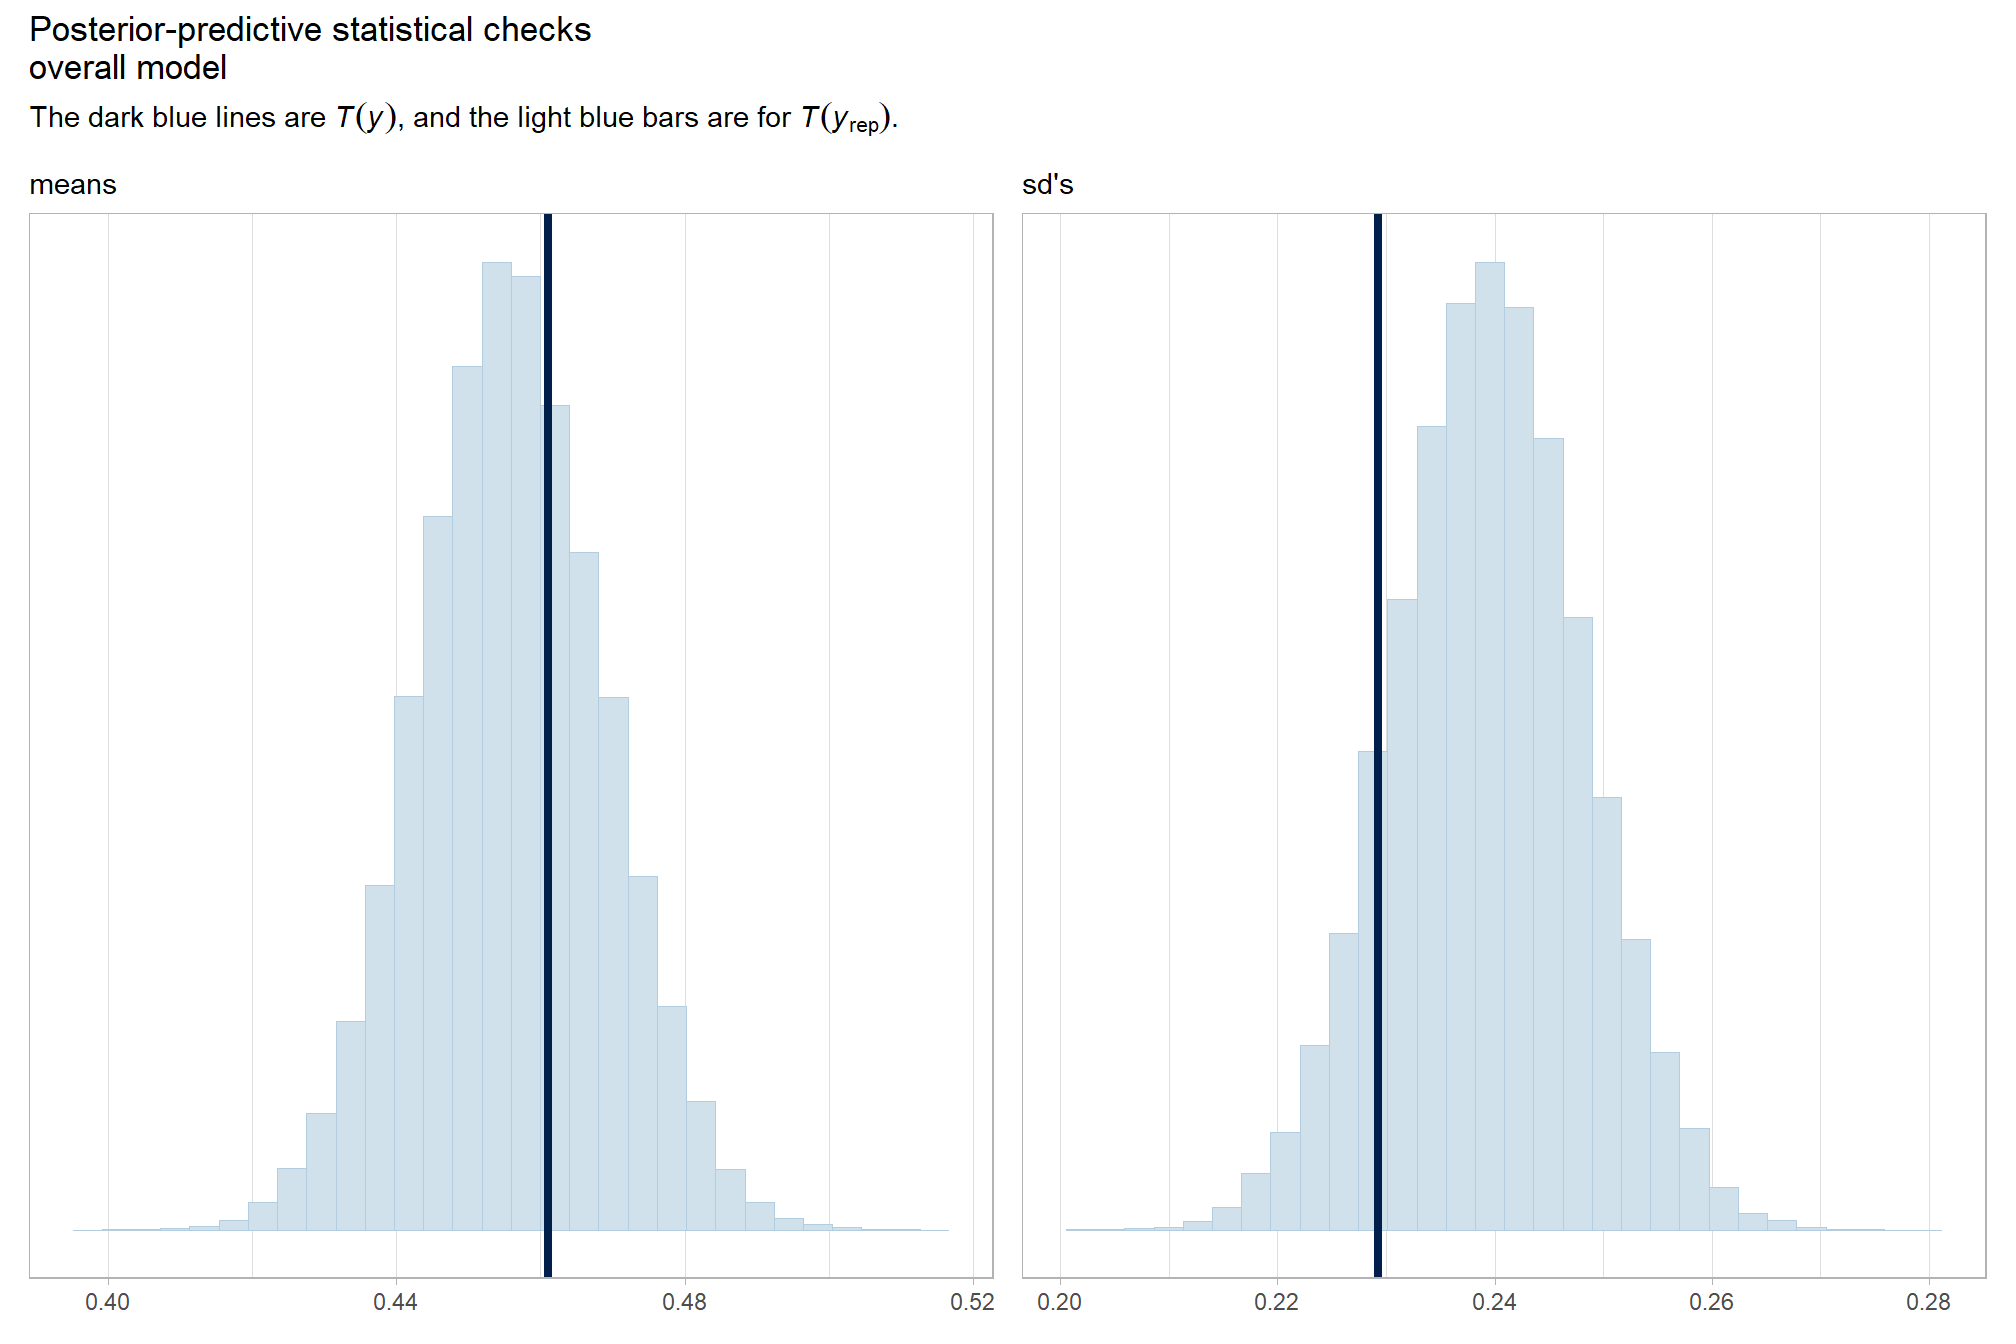 Posterior-predictive statistical checks
overall model
The dark blue lines are T(y), and the light blue bars are for T(yrep).
means
sd's
0.40 0.44 0.48 0.52
0.20 0.22 0.24 0.26 0.28